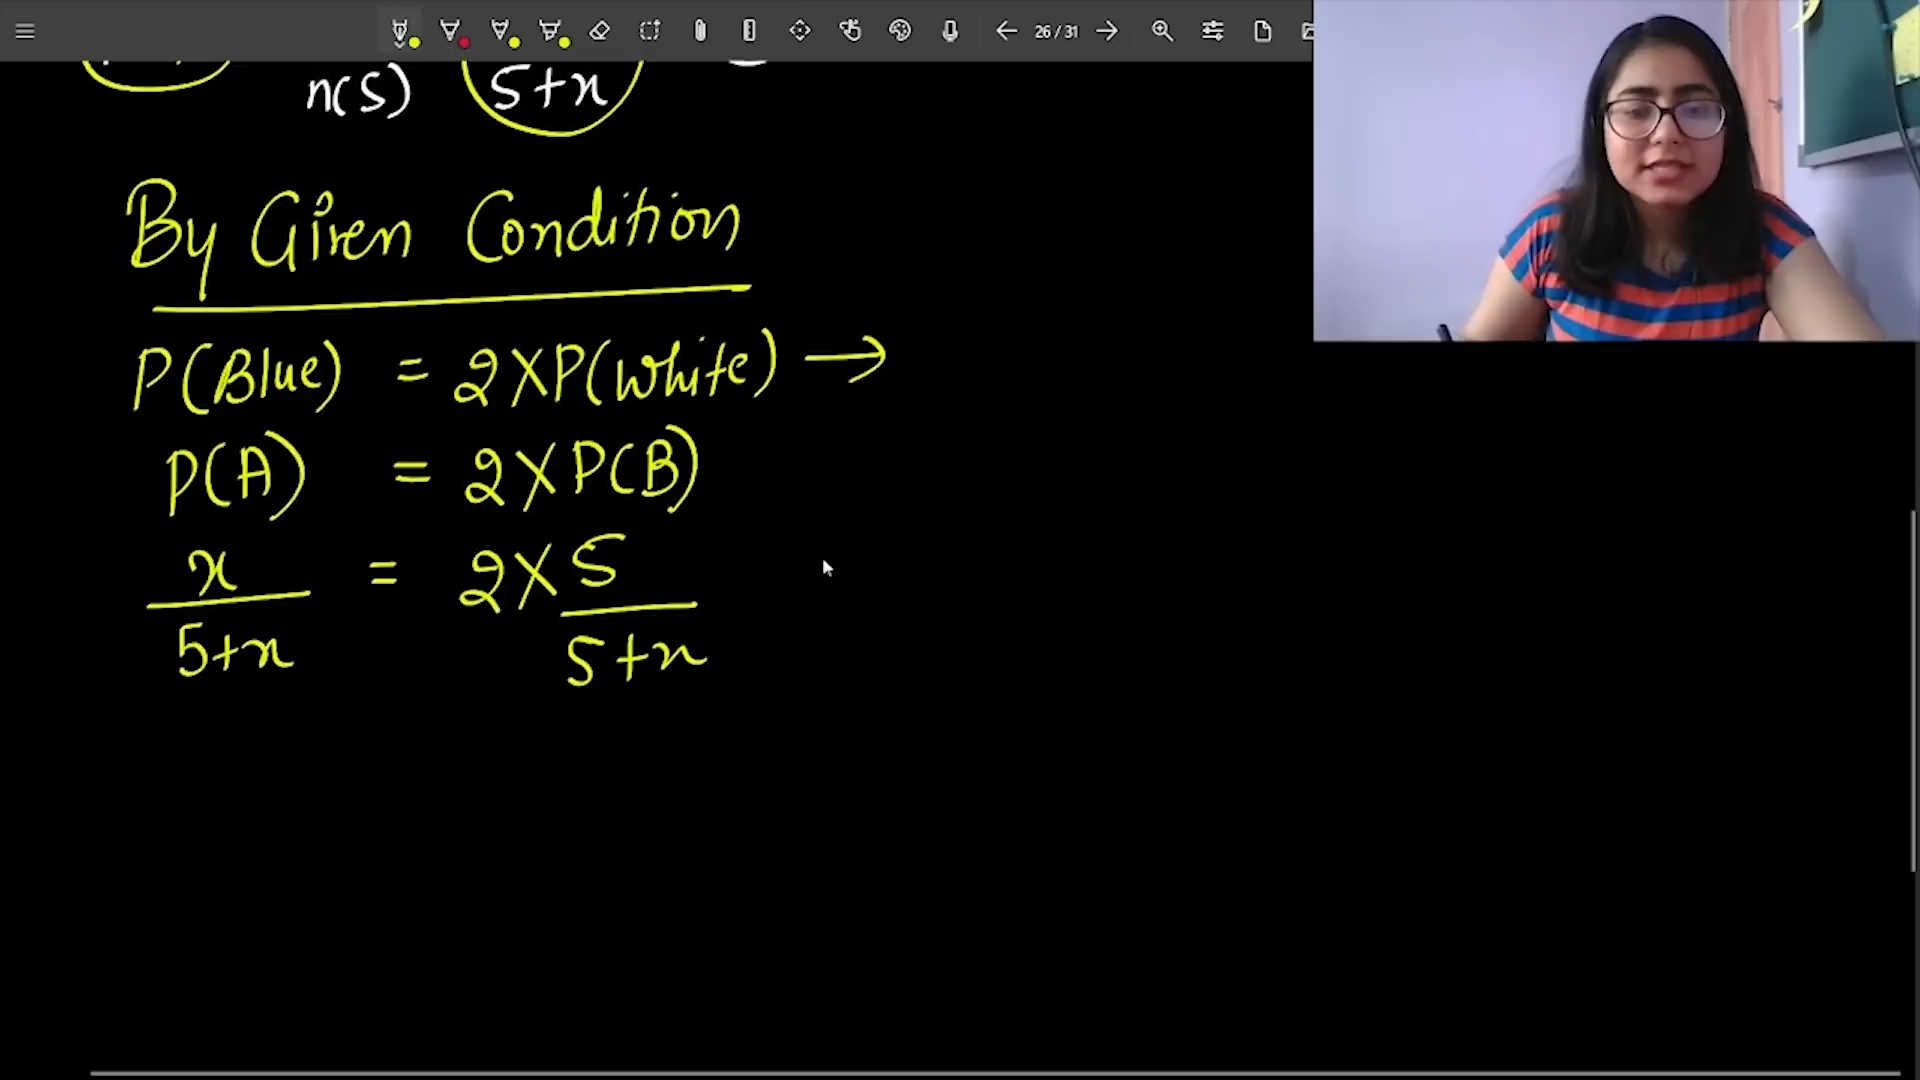 26 / 31
n(S) 5+x
By Given Condition
P(Blue) = 2×P(White) →
P(A) = 2×P(B)
x/5+x = 2×5/5+x